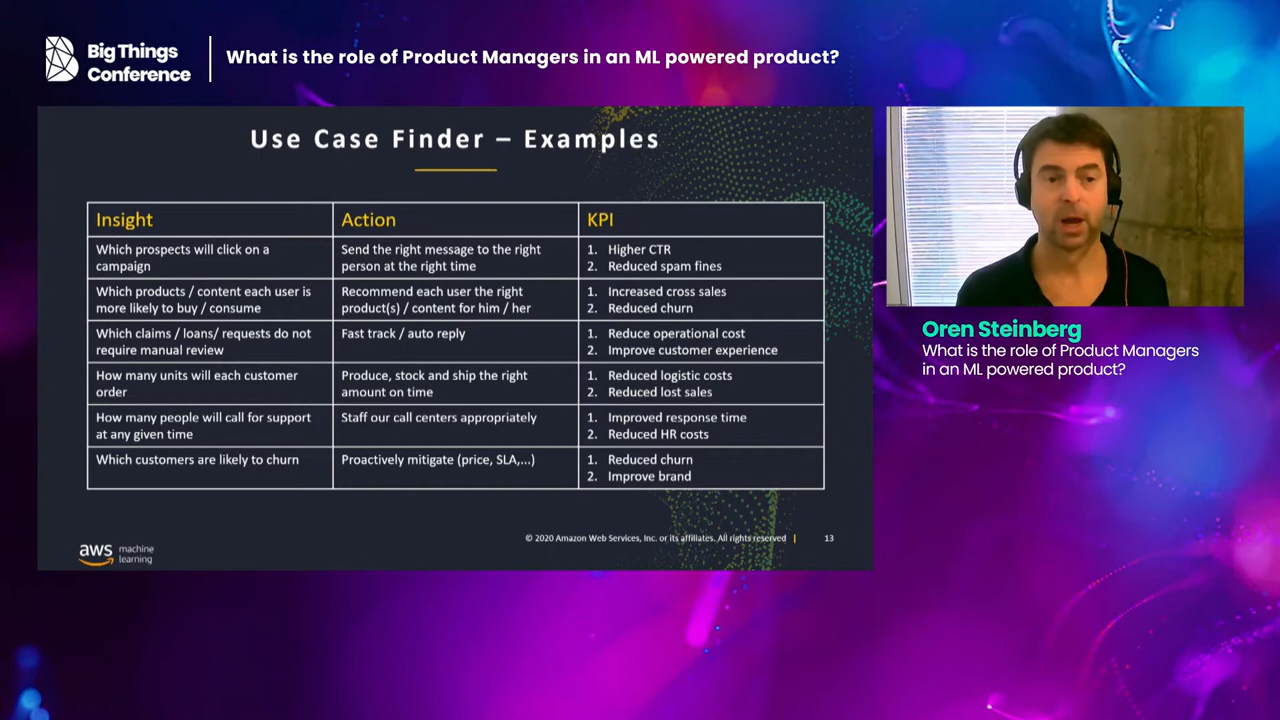 Big Things
Conference
What is the role of Product Managers in an ML powered product?
Use Case Finder – Examples
Insight
Action
KPI
Which prospects will click on a
campaign
Send the right message to the right
person at the right time
1. Higher CTR
2. Reduced spam fines
Which products / content each user is
more likely to buy / consume
Recommend each user the right
product(s) / content for him / her
1. Increased cross sales
2. Reduced churn
Which claims / loans/ requests do not
require manual review
Fast track / auto reply
1. Reduce operational cost
2. Improve customer experience
How many units will each customer
order
Produce, stock and ship the right
amount on time
1. Reduced logistic costs
2. Reduced lost sales
How many people will call for support
at any given time
Staff our call centers appropriately
1. Improved response time
2. Reduced HR costs
Which customers are likely to churn
Proactively mitigate (price, SLA,...)
1. Reduced churn
2. Improve brand
aws machine
learning
© 2020 Amazon Web Services, Inc. or its affiliates. All rights reserved | 13
Oren Steinberg
What is the role of Product Managers
in an ML powered product?